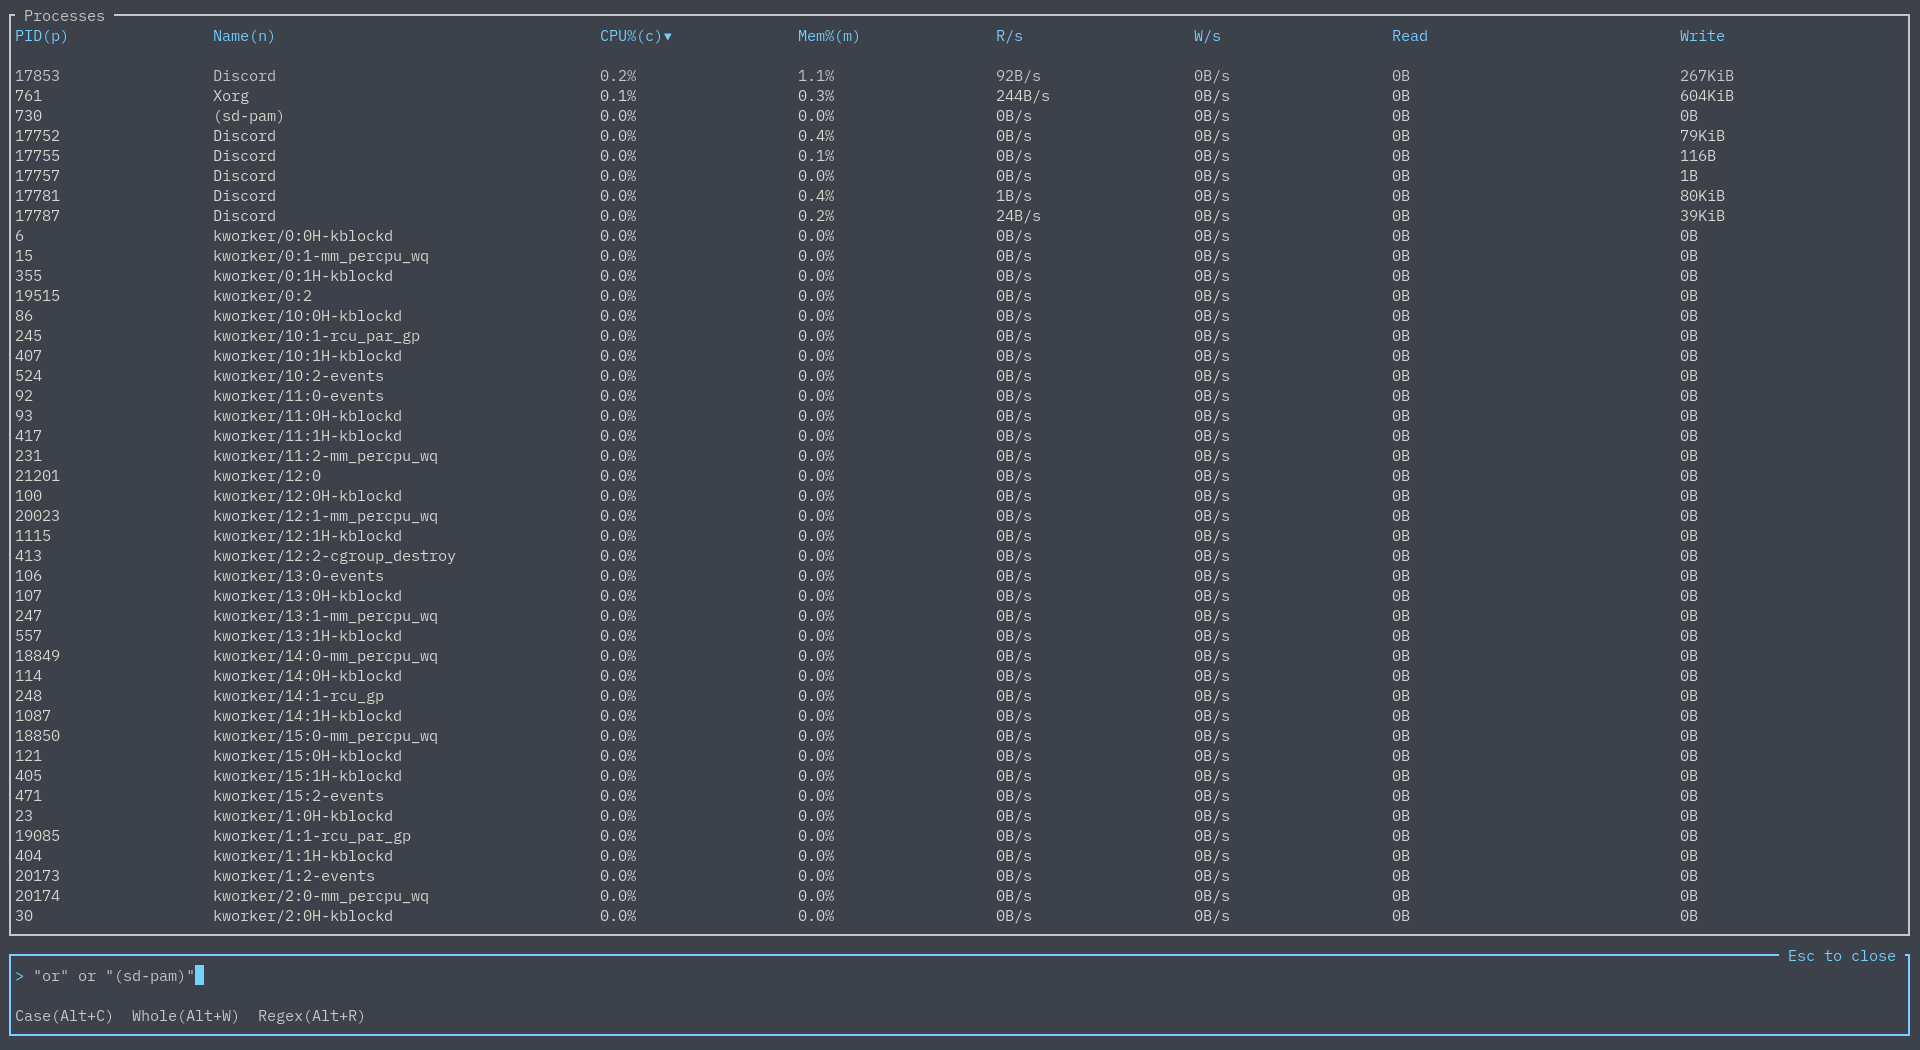 Processes
PID(p) Name(n) CPU%(c)▼ Mem%(m) R/s W/s Read Write
17853 Discord 0.2% 1.1% 92B/s 0B/s 0B 267KiB
761 Xorg 0.1% 0.3% 244B/s 0B/s 0B 604KiB
730 (sd-pam) 0.0% 0.0% 0B/s 0B/s 0B 0B
17752 Discord 0.0% 0.4% 0B/s 0B/s 0B 79KiB
17755 Discord 0.0% 0.1% 0B/s 0B/s 0B 116B
17757 Discord 0.0% 0.0% 0B/s 0B/s 0B 1B
17781 Discord 0.0% 0.4% 1B/s 0B/s 0B 80KiB
17787 Discord 0.0% 0.2% 24B/s 0B/s 0B 39KiB
6 kworker/0:0H-kblockd 0.0% 0.0% 0B/s 0B/s 0B 0B
15 kworker/0:1-mm_percpu_wq 0.0% 0.0% 0B/s 0B/s 0B 0B
355 kworker/0:1H-kblockd 0.0% 0.0% 0B/s 0B/s 0B 0B
19515 kworker/0:2 0.0% 0.0% 0B/s 0B/s 0B 0B
86 kworker/10:0H-kblockd 0.0% 0.0% 0B/s 0B/s 0B 0B
245 kworker/10:1-rcu_par_gp 0.0% 0.0% 0B/s 0B/s 0B 0B
407 kworker/10:1H-kblockd 0.0% 0.0% 0B/s 0B/s 0B 0B
524 kworker/10:2-events 0.0% 0.0% 0B/s 0B/s 0B 0B
92 kworker/11:0-events 0.0% 0.0% 0B/s 0B/s 0B 0B
93 kworker/11:0H-kblockd 0.0% 0.0% 0B/s 0B/s 0B 0B
417 kworker/11:1H-kblockd 0.0% 0.0% 0B/s 0B/s 0B 0B
231 kworker/11:2-mm_percpu_wq 0.0% 0.0% 0B/s 0B/s 0B 0B
21201 kworker/12:0 0.0% 0.0% 0B/s 0B/s 0B 0B
100 kworker/12:0H-kblockd 0.0% 0.0% 0B/s 0B/s 0B 0B
20023 kworker/12:1-mm_percpu_wq 0.0% 0.0% 0B/s 0B/s 0B 0B
1115 kworker/12:1H-kblockd 0.0% 0.0% 0B/s 0B/s 0B 0B
413 kworker/12:2-cgroup_destroy 0.0% 0.0% 0B/s 0B/s 0B 0B
106 kworker/13:0-events 0.0% 0.0% 0B/s 0B/s 0B 0B
107 kworker/13:0H-kblockd 0.0% 0.0% 0B/s 0B/s 0B 0B
247 kworker/13:1-mm_percpu_wq 0.0% 0.0% 0B/s 0B/s 0B 0B
557 kworker/13:1H-kblockd 0.0% 0.0% 0B/s 0B/s 0B 0B
18849 kworker/14:0-mm_percpu_wq 0.0% 0.0% 0B/s 0B/s 0B 0B
114 kworker/14:0H-kblockd 0.0% 0.0% 0B/s 0B/s 0B 0B
248 kworker/14:1-rcu_gp 0.0% 0.0% 0B/s 0B/s 0B 0B
1087 kworker/14:1H-kblockd 0.0% 0.0% 0B/s 0B/s 0B 0B
18850 kworker/15:0-mm_percpu_wq 0.0% 0.0% 0B/s 0B/s 0B 0B
121 kworker/15:0H-kblockd 0.0% 0.0% 0B/s 0B/s 0B 0B
405 kworker/15:1H-kblockd 0.0% 0.0% 0B/s 0B/s 0B 0B
471 kworker/15:2-events 0.0% 0.0% 0B/s 0B/s 0B 0B
23 kworker/1:0H-kblockd 0.0% 0.0% 0B/s 0B/s 0B 0B
19085 kworker/1:1-rcu_par_gp 0.0% 0.0% 0B/s 0B/s 0B 0B
404 kworker/1:1H-kblockd 0.0% 0.0% 0B/s 0B/s 0B 0B
20173 kworker/1:2-events 0.0% 0.0% 0B/s 0B/s 0B 0B
20174 kworker/2:0-mm_percpu_wq 0.0% 0.0% 0B/s 0B/s 0B 0B
30 kworker/2:0H-kblockd 0.0% 0.0% 0B/s 0B/s 0B 0B
Esc to close
> "or" or "(sd-pam)"
Case(Alt+C) Whole(Alt+W) Regex(Alt+R)